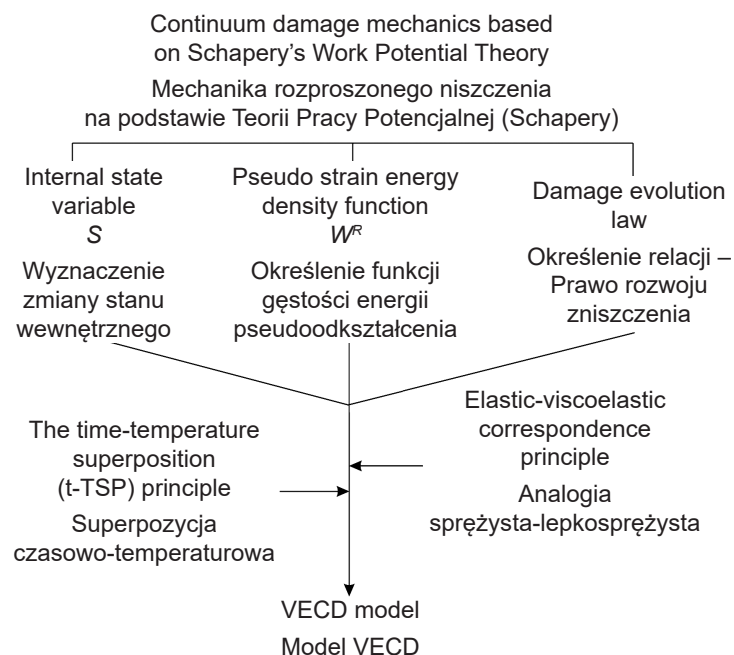 Continuum damage mechanics based
on Schapery's Work Potential Theory
Mechanika rozproszonego niszczenia
na podstawie Teorii Pracy Potencjalnej (Schapery)
Internal state
variable
S
Wyznaczenie
zmiany stanu
wewnętrznego
Pseudo strain energy
density function
W^R
Określenie funkcji
gęstości energii
pseudoodkształcenia
Damage evolution
law
Określenie relacji –
Prawo rozwoju
zniszczenia
The time-temperature
superposition
(t-TSP) principle
Superpozycja
czasowo-temperaturowa
Elastic-viscoelastic
correspondence
principle
Analogia
sprężysta-lepkosprężysta
VECD model
Model VECD